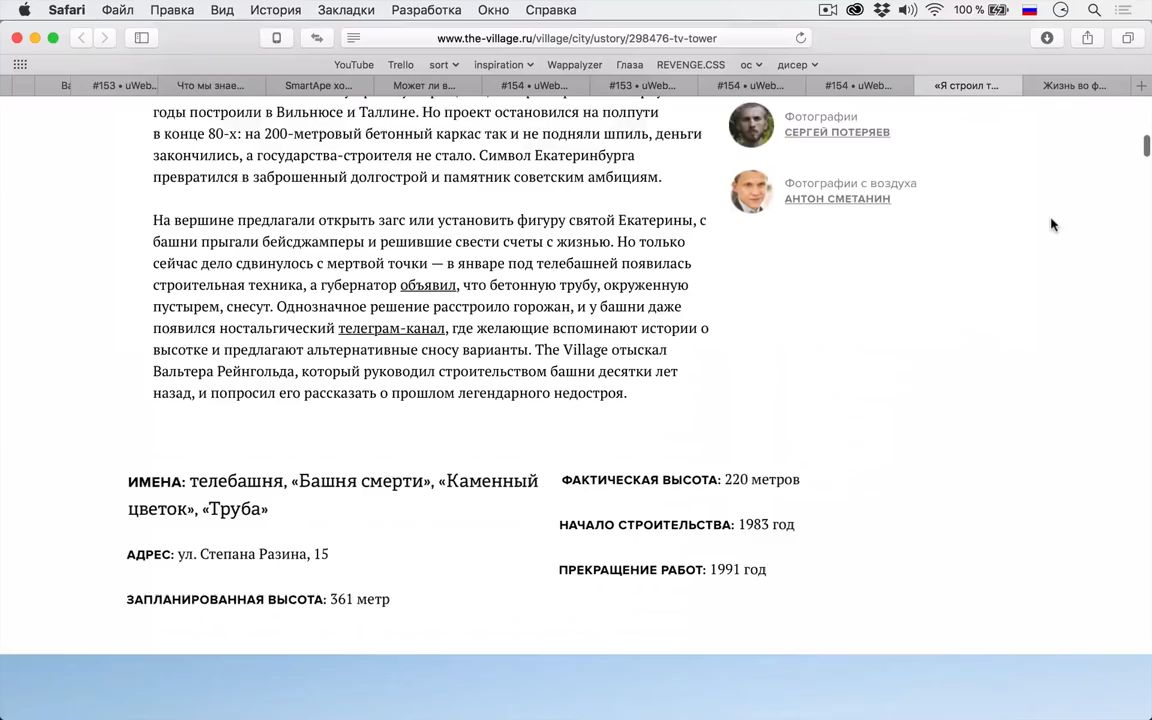 Safari Файл Правка Вид История Закладки Разработка Окно Справка 100 %
www.the-village.ru/village/city/ustory/298476-tv-tower
YouTube Trello sort inspiration Wappalyzer Глаза REVENGE.CSS ос дисер
Ва #153 • uWeb... Что мы знае... SmartApe хо... Может ли в... #154 • uWeb... #153 • uWeb... #154 • uWeb... #154 • uWeb... «Я строил т... Жизнь во ф...
годы построили в Вильнюсе и Таллине. Но проект остановился на полпути
в конце 80-х: на 200-метровый бетонный каркас так и не подняли шпиль, деньги
закончились, а государства-строителя не стало. Символ Екатеринбурга
превратился в заброшенный долгострой и памятник советским амбициям.
Фотографии
СЕРГЕЙ ПОТЕРЯЕВ
Фотографии с воздуха
АНТОН СМЕТАНИН
На вершине предлагали открыть загс или установить фигуру святой Екатерины, с
башни прыгали бейсджамперы и решившие свести счеты с жизнью. Но только
сейчас дело сдвинулось с мертвой точки — в январе под телебашней появилась
строительная техника, а губернатор объявил, что бетонную трубу, окруженную
пустырем, снесут. Однозначное решение расстроило горожан, и у башни даже
появился ностальгический телеграм-канал, где желающие вспоминают истории о
высотке и предлагают альтернативные сносу варианты. The Village отыскал
Вальтера Рейнгольда, который руководил строительством башни десятки лет
назад, и попросил его рассказать о прошлом легендарного недостроя.
ИМЕНА: телебашня, «Башня смерти», «Каменный
цветок», «Труба»
АДРЕС: ул. Степана Разина, 15
ЗАПЛАНИРОВАННАЯ ВЫСОТА: 361 метр
ФАКТИЧЕСКАЯ ВЫСОТА: 220 метров
НАЧАЛО СТРОИТЕЛЬСТВА: 1983 год
ПРЕКРАЩЕНИЕ РАБОТ: 1991 год